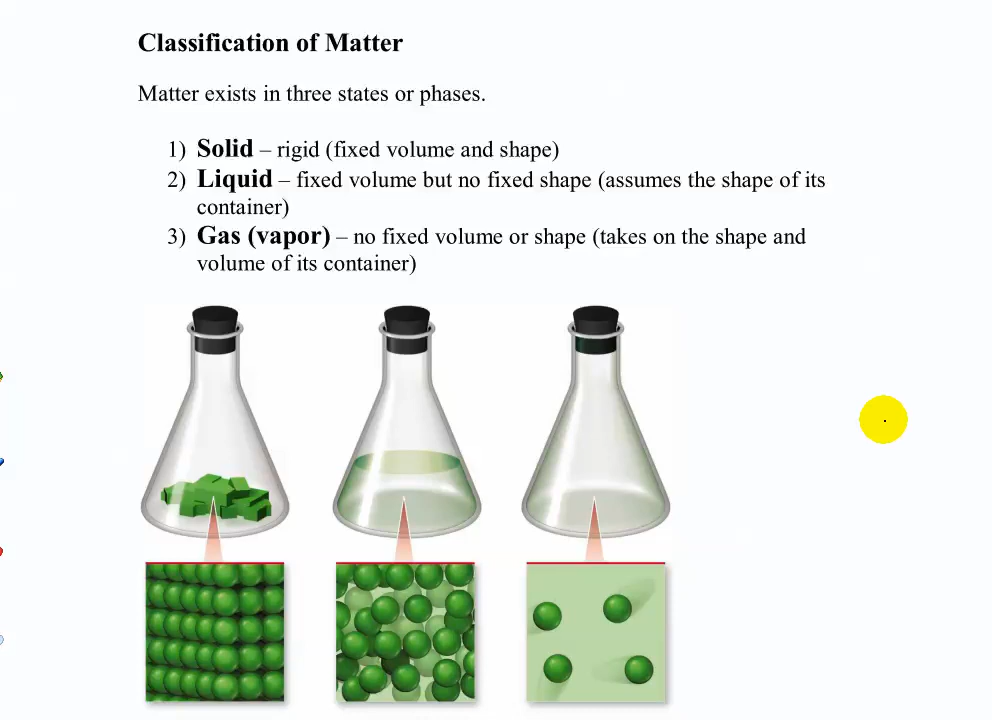 Classification of Matter
Matter exists in three states or phases.
1) Solid – rigid (fixed volume and shape)
2) Liquid – fixed volume but no fixed shape (assumes the shape of its
container)
3) Gas (vapor) – no fixed volume or shape (takes on the shape and
volume of its container)